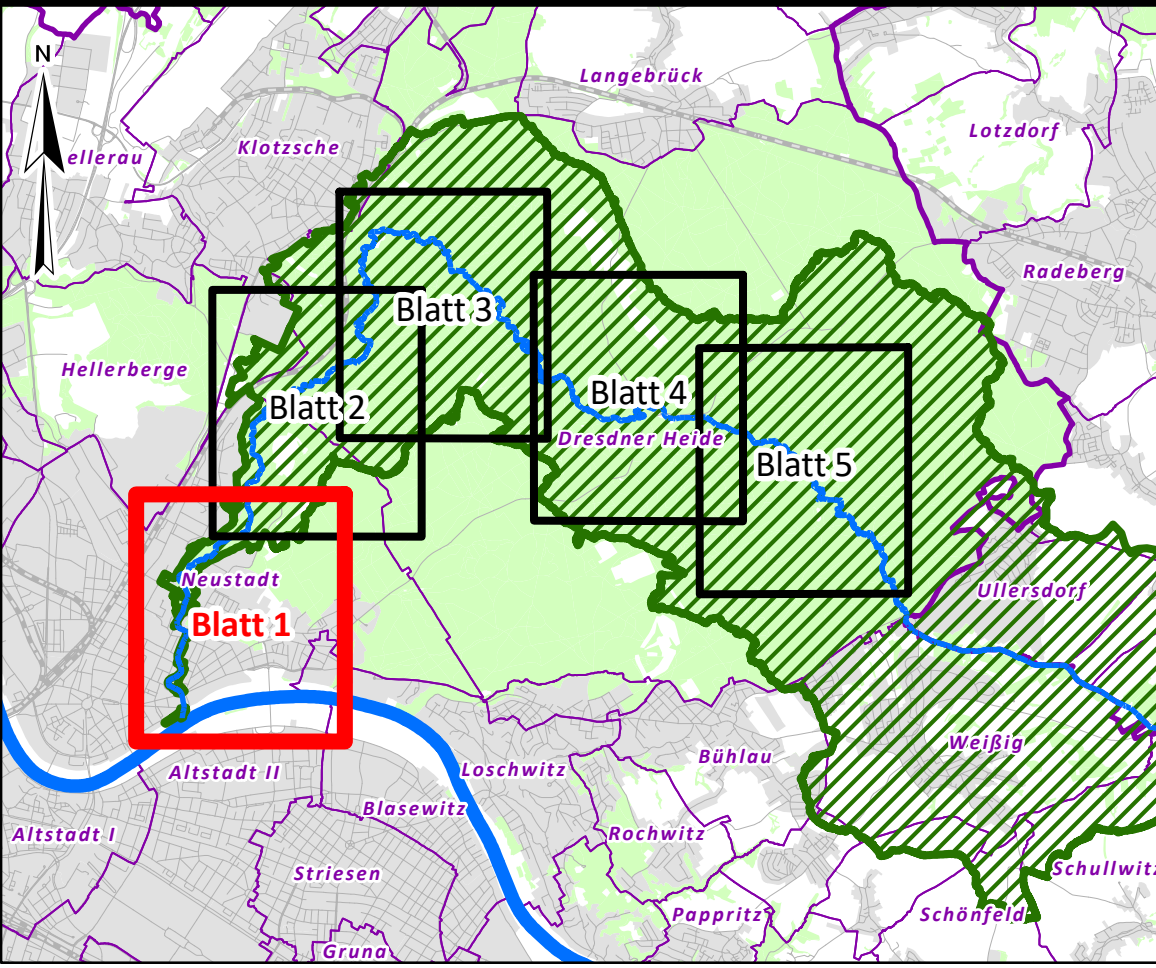 N
Langebrück
Lotzdorf
Klotzsche
ellerau
Radeberg
Blatt 3
Hellerberge
Blatt 4
Blatt 2
Dresdner Heide
Blatt 5
Neustadt
Ullersdorf
Blatt 1
Weißig
Bühlau
Altstadt II
Loschwitz
Blasewitz
Altstadt I
Rochwitz
Striesen
Schullwitz
Pappritz
Schönfeld
Gruna